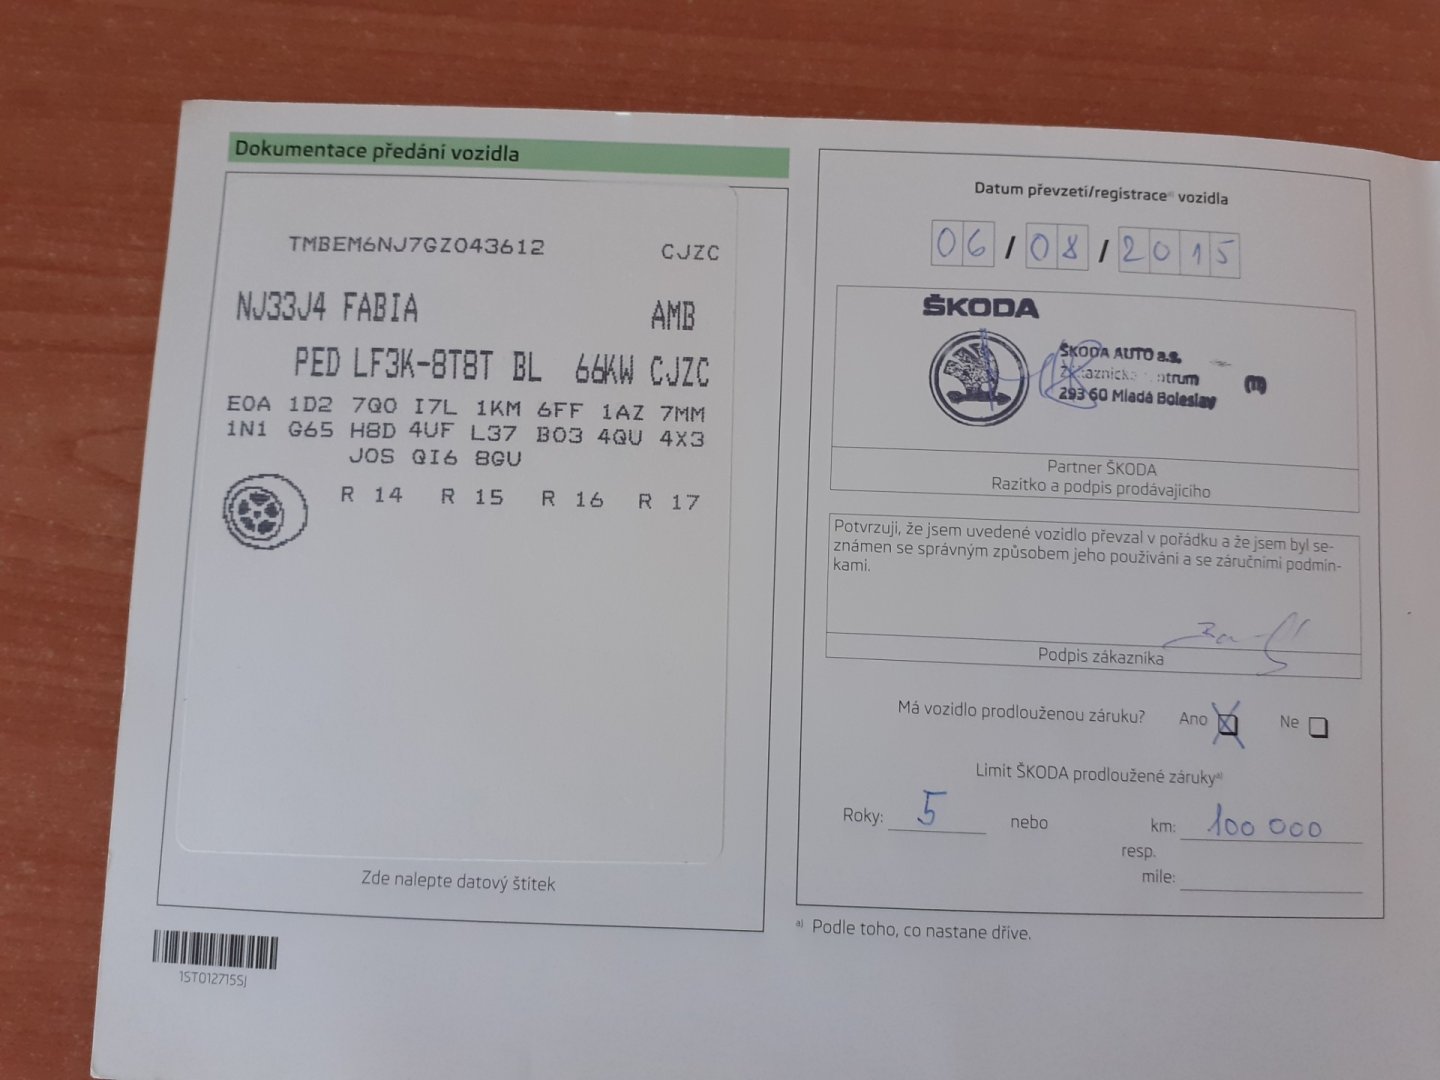 Dokumentace předání vozidla
TMBEM6NJ7GZ043612 CJZC
NJ33J4 FABIA AMB
PED LF3K-8T8T BL 66KW CJZC
E0A 1D2 7Q0 I7L 1KM 6FF 1AZ 7MM
1N1 G65 H8D 4UF L37 B03 4QU 4X3
J0S QI6 8GU
R 14 R 15 R 16 R 17
Zde nalepte datový štítek
1ST012715SJ
Datum převzetí/registrace a) vozidla
06/08/2015
ŠKODA
ŠKODA AUTO a.s.
293 60 Mladá Boleslav
Partner ŠKODA
Razítko a podpis prodávajícího
Potvrzuji, že jsem uvedené vozidlo převzal v pořádku a že jsem byl se-
známen se správným způsobem jeho používání a se záručními podmín-
kami.
Podpis zákazníka
Má vozidlo prodlouženou záruku? Ano Ne
Limit ŠKODA prodloužené záruky a)
Roky: 5 nebo km: 100 000
resp.
mile:
a) Podle toho, co nastane dříve.